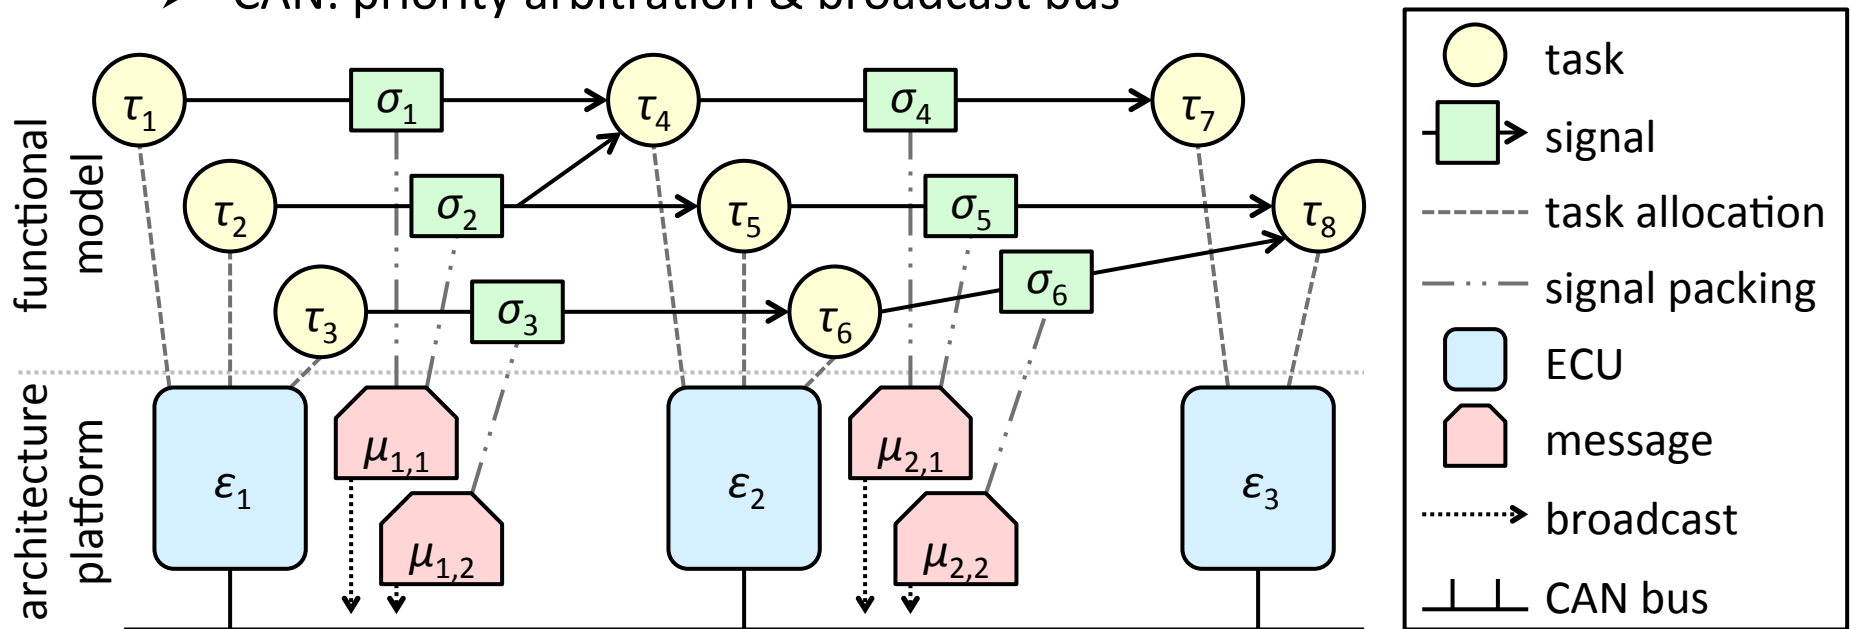 ➤ CAN: priority arbitration & broadcast bus
functional
model
τ1
σ1
τ4
σ4
τ7
τ2
σ2
τ5
σ5
τ8
τ3
σ3
τ6
σ6
architecture
platform
ε1
μ1,1
μ1,2
ε2
μ2,1
μ2,2
ε3
task
signal
task allocation
signal packing
ECU
message
broadcast
CAN bus